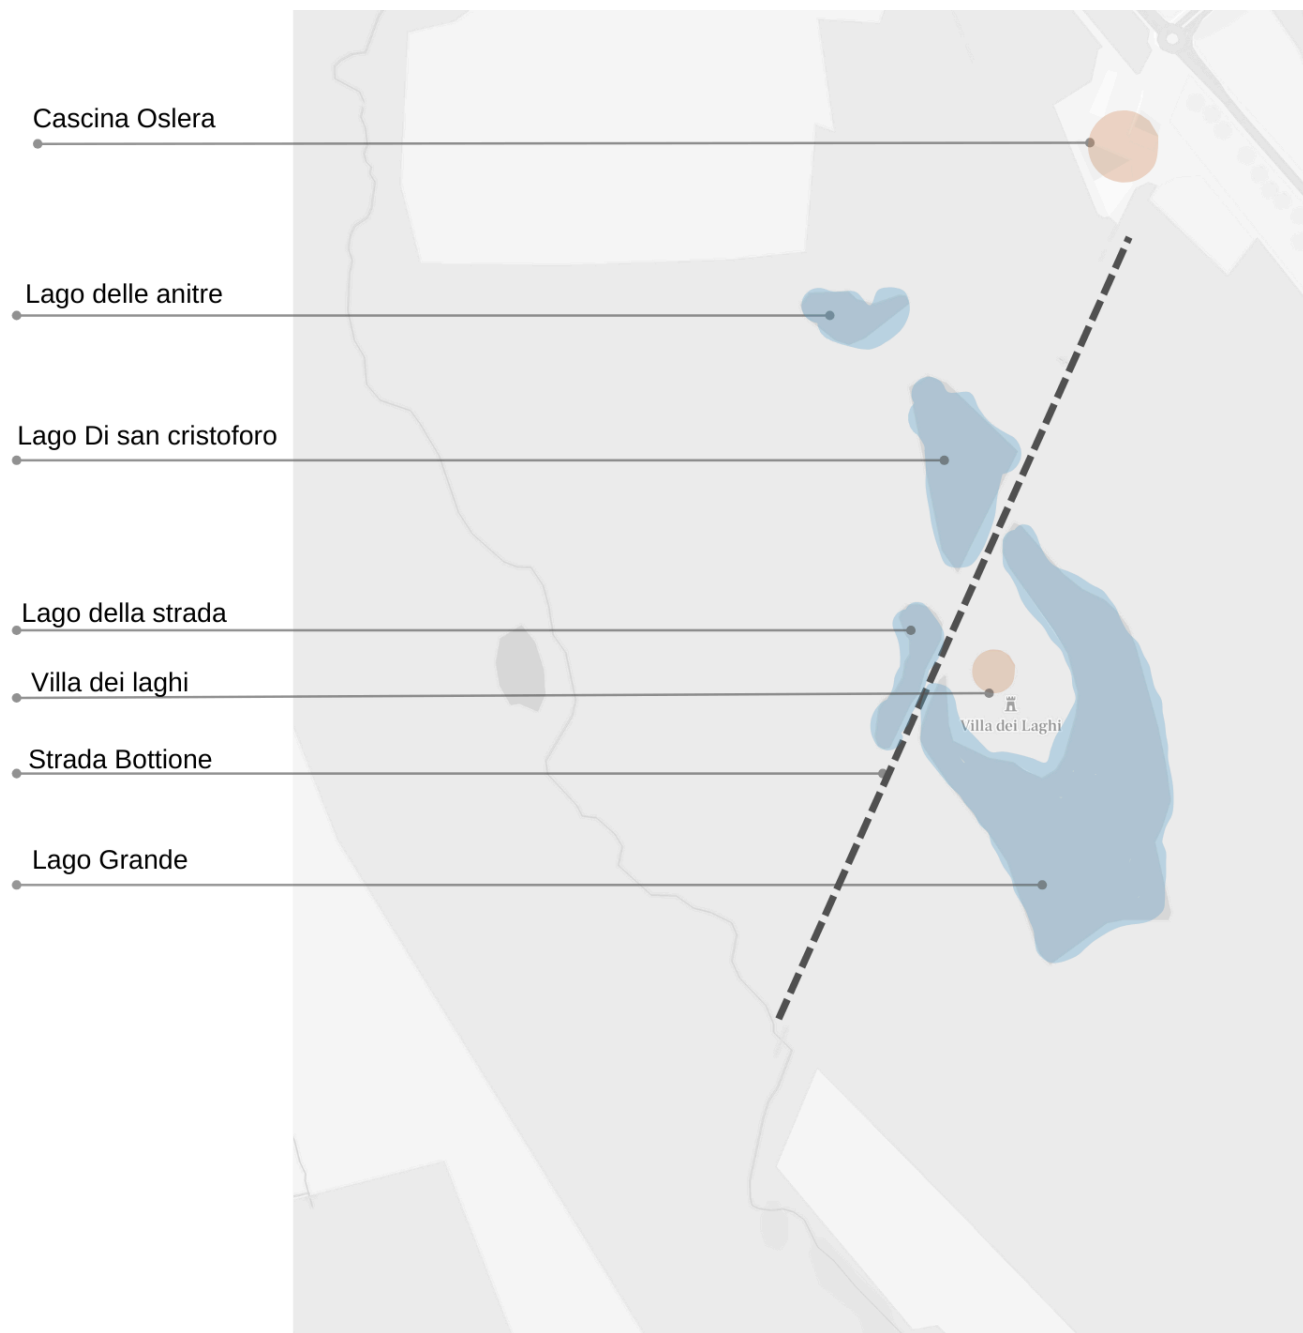 Cascina Oslera
Lago delle anitre
Lago Di san cristoforo
Lago della strada
Villa dei laghi
Villa dei Laghi
Strada Bottione
Lago Grande